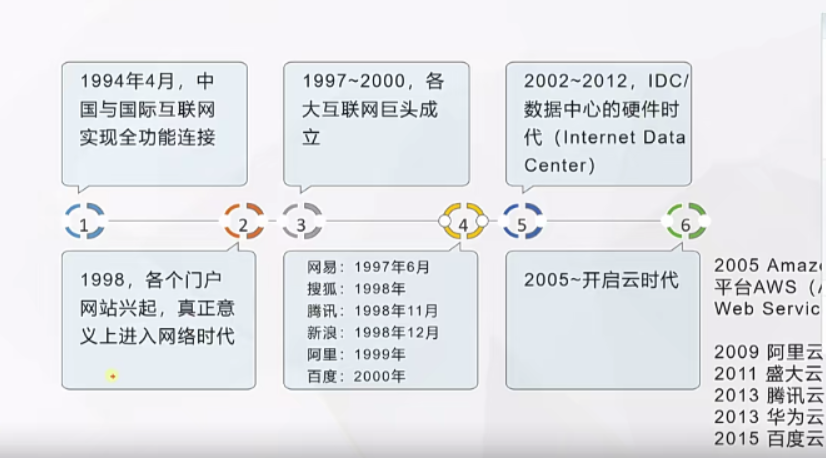 1994年4月，中
国与国际互联网
实现全功能连接
1997~2000，各
大互联网巨头成
立
2002~2012，IDC/
数据中心的硬件时
代（Internet Data
Center）
1
2
3
4
5
6
1998，各个门户
网站兴起，真正意
义上进入网络时代
网易：1997年6月
搜狐：1998年
腾讯：1998年11月
新浪：1998年12月
阿里：1999年
百度：2000年
2005~开启云时代
2005
平台AWS（
Web
2009 阿里云
2011 盛大云
2013 腾讯云
2013 华为云
2015 百度云